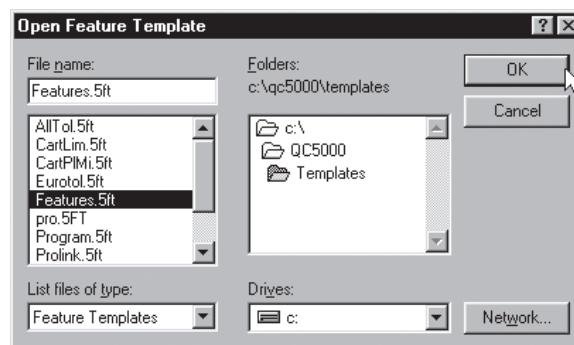 Open Feature Template
File name:
Features.5ft
AllTol.5ft
CartLim.5ft
CartPlMi.5ft
Eurotol.5ft
Features.5ft
pro.5FT
Program.5ft
Prolink.5ft
List files of type:
Feature Templates
Folders:
c:\qc5000\templates
c:\
QC5000
Templates
Drives:
c:
OK
Cancel
Network...